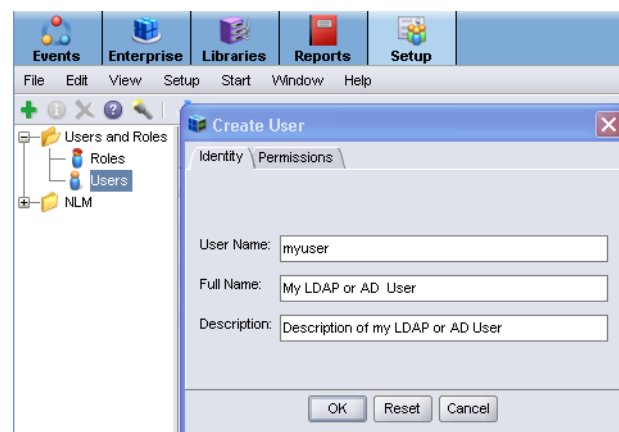 Events Enterprise Libraries Reports Setup
File Edit View Setup Start Window Help
Users and Roles
Roles
Users
NLM
Create User
Identity Permissions
User Name: myuser
Full Name: My LDAP or AD User
Description: Description of my LDAP or AD User
OK Reset Cancel